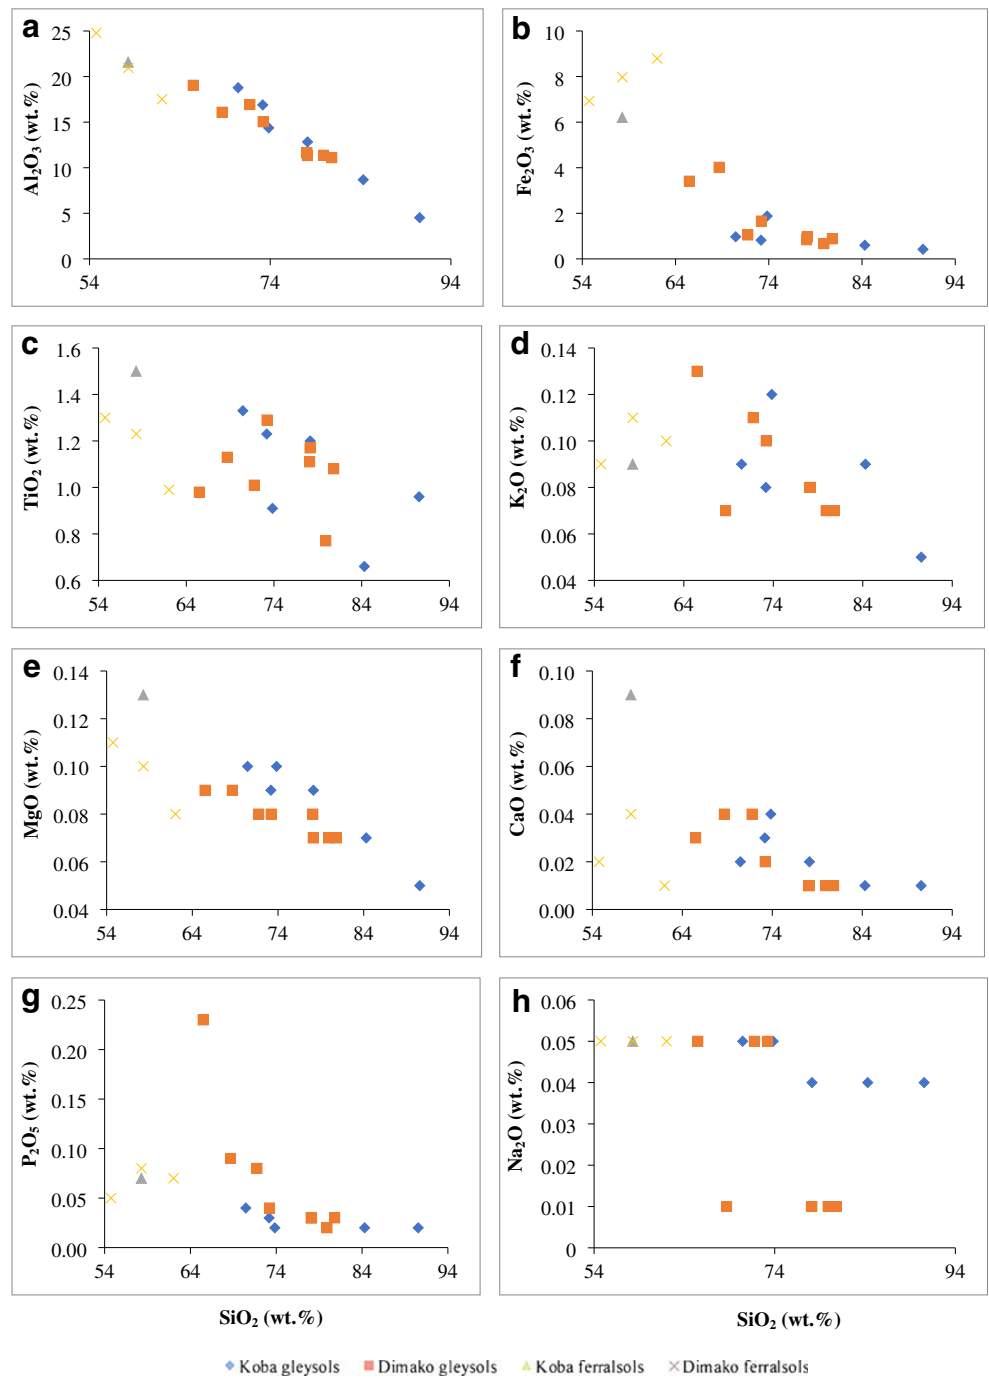 a
25
20
15
10
5
0
54 74 94
Al₂O₃ (wt.%)
b
10
8
6
4
2
0
54 64 74 84 94
Fe₂O₃ (wt.%)
c
1.6
1.4
1.2
1.0
0.8
0.6
54 64 74 84 94
TiO₂ (wt.%)
d
0.14
0.12
0.10
0.08
0.06
0.04
54 64 74 84 94
K₂O (wt.%)
e
0.14
0.12
0.10
0.08
0.06
0.04
54 64 74 84 94
MgO (wt.%)
f
0.10
0.08
0.06
0.04
0.02
0.00
54 64 74 84 94
CaO (wt.%)
g
0.25
0.20
0.15
0.10
0.05
0.00
54 64 74 84 94
P₂O₅ (wt.%)
SiO₂ (wt.%)
h
0.06
0.05
0.04
0.03
0.02
0.01
0
54 74 94
Na₂O (wt.%)
SiO₂ (wt.%)
Koba gleysols Dimako gleysols Koba ferralsols Dimako ferralsols